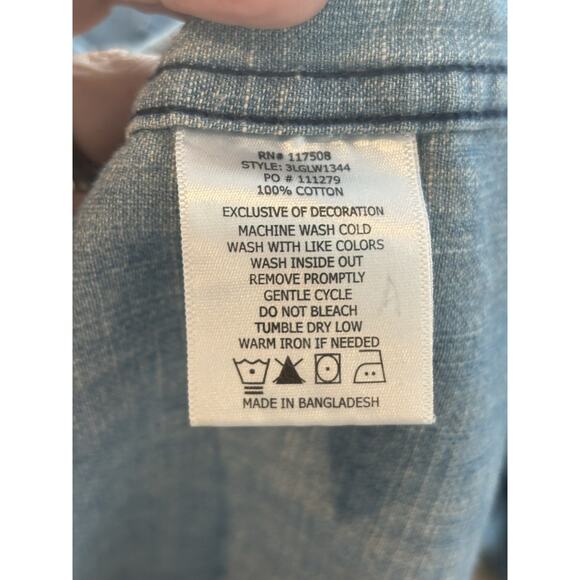 RN# 117508
STYLE: 3LGLW1344
PO # 111279
100% COTTON
EXCLUSIVE OF DECORATION
MACHINE WASH COLD
WASH WITH LIKE COLORS
WASH INSIDE OUT
REMOVE PROMPTLY
GENTLE CYCLE
DO NOT BLEACH
TUMBLE DRY LOW
WARM IRON IF NEEDED
MADE IN BANGLADESH